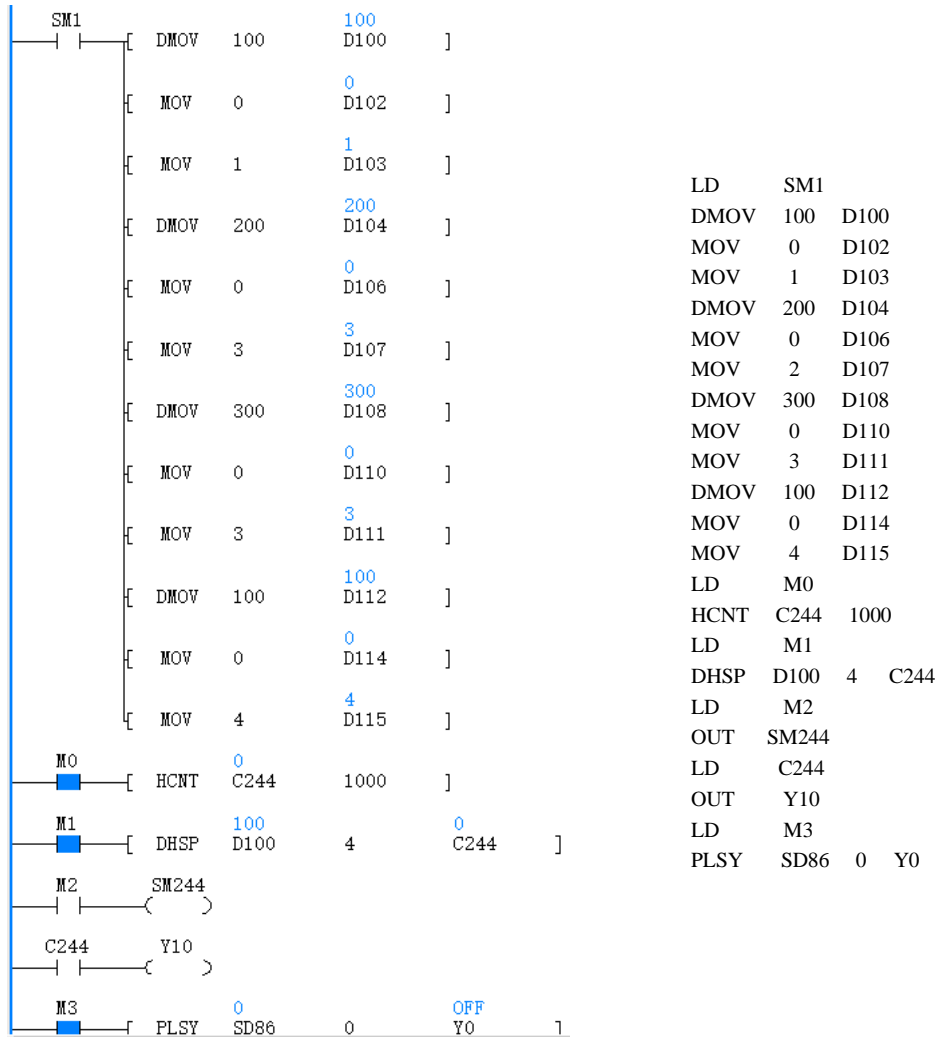 SM1
100
[ DMOV 100 D100 ]
0
[ MOV 0 D102 ]
1
[ MOV 1 D103 ]
200
[ DMOV 200 D104 ]
0
[ MOV 0 D106 ]
3
[ MOV 3 D107 ]
300
[ DMOV 300 D108 ]
0
[ MOV 0 D110 ]
3
[ MOV 3 D111 ]
100
[ DMOV 100 D112 ]
0
[ MOV 0 D114 ]
4
[ MOV 4 D115 ]
M0 0
[ HCNT C244 1000 ]
M1 100 0
[ DHSP D100 4 C244 ]
M2 SM244
( )
C244 Y10
( )
M3 0 OFF
[ PLSY SD86 0 Y0 ]
LD SM1
DMOV 100 D100
MOV 0 D102
MOV 1 D103
DMOV 200 D104
MOV 0 D106
MOV 2 D107
DMOV 300 D108
MOV 0 D110
MOV 3 D111
DMOV 100 D112
MOV 0 D114
MOV 4 D115
LD M0
HCNT C244 1000
LD M1
DHSP D100 4 C244
LD M2
OUT SM244
LD C244
OUT Y10
LD M3
PLSY SD86 0 Y0